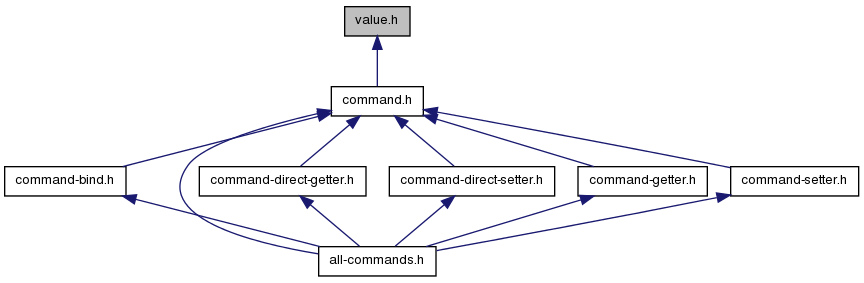 value.h
command.h
command-bind.h
command-direct-getter.h
command-direct-setter.h
command-getter.h
command-setter.h
all-commands.h